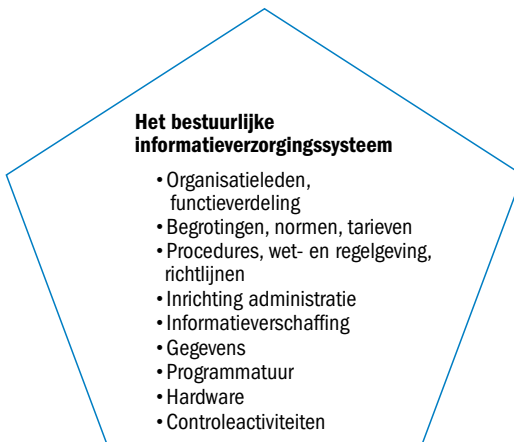 Het bestuurlijke
informatieverzorgingssysteem
• Organisatieleden,
functieverdeling
• Begrotingen, normen, tarieven
• Procedures, wet- en regelgeving,
richtlijnen
• Inrichting administratie
• Informatieverschaffing
• Gegevens
• Programmatuur
• Hardware
• Controleactiviteiten